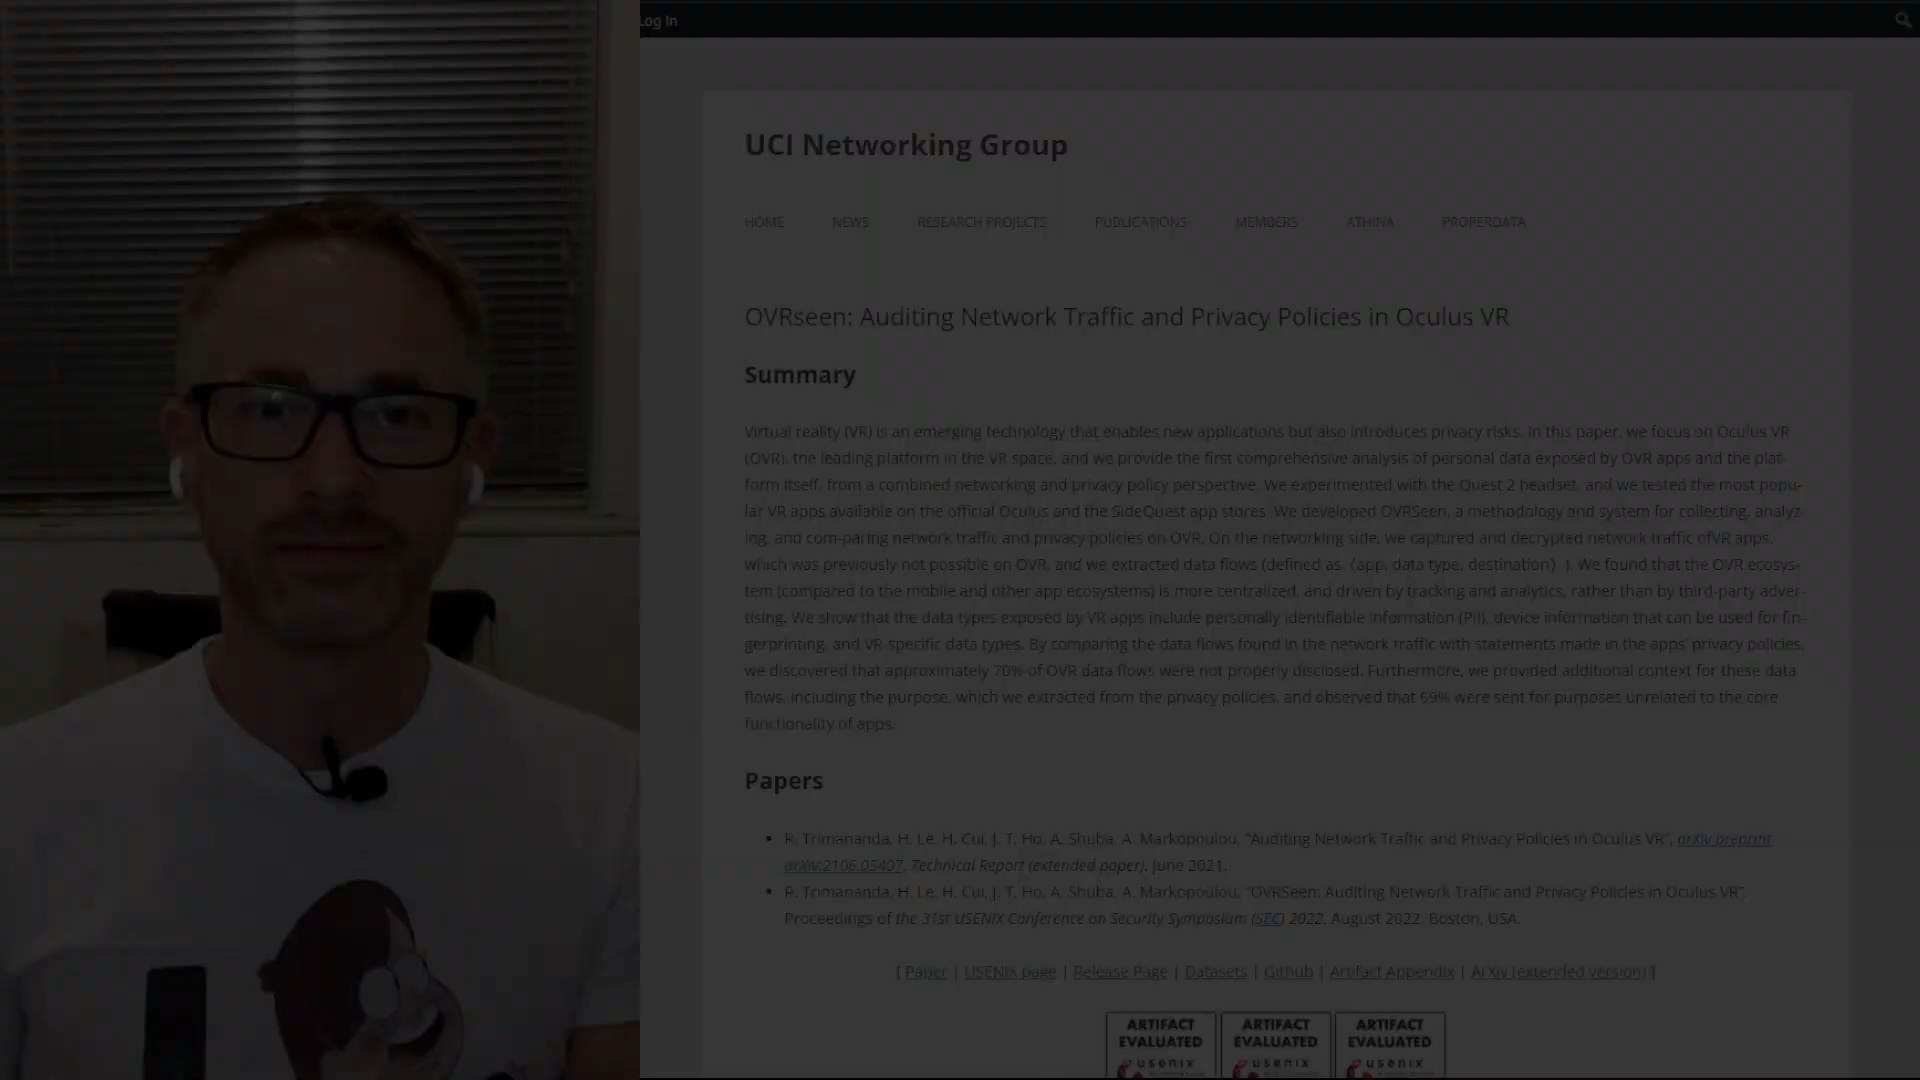 Log In
UCI Networking Group
HOME NEWS RESEARCH PROJECTS PUBLICATIONS MEMBERS ATHINA PROPERDATA
OVRseen: Auditing Network Traffic and Privacy Policies in Oculus VR
Summary
Virtual reality (VR) is an emerging technology that enables new applications but also introduces privacy risks. In this paper, we focus on Oculus VR
(OVR), the leading platform in the VR space, and we provide the first comprehensive analysis of personal data exposed by OVR apps and the plat-
form itself, from a combined networking and privacy policy perspective. We experimented with the Quest 2 headset, and we tested the most popu-
lar VR apps available on the official Oculus and the SideQuest app stores. We developed OVRSeen, a methodology and system for collecting, analyz-
ing, and com-paring network traffic and privacy policies on OVR. On the networking side, we captured and decrypted network traffic ofVR apps,
which was previously not possible on OVR, and we extracted data flows (defined as〈app, data type, destination〉). We found that the OVR ecosys-
tem (compared to the mobile and other app ecosystems) is more centralized, and driven by tracking and analytics, rather than by third-party adver-
tising. We show that the data types exposed by VR apps include personally identifiable information (PII), device information that can be used for fin-
gerprinting, and VR-specific data types. By comparing the data flows found in the network traffic with statements made in the apps' privacy policies,
we discovered that approximately 70% of OVR data flows were not properly disclosed. Furthermore, we provided additional context for these data
flows, including the purpose, which we extracted from the privacy policies, and observed that 69% were sent for purposes unrelated to the core
functionality of apps.
Papers
• R. Trimananda, H. Le, H. Cui, J. T. Ho, A. Shuba, A. Markopoulou, "Auditing Network Traffic and Privacy Policies in Oculus VR", arXiv preprint
arXiv:2106.05407, Technical Report (extended paper), June 2021.
• R. Trimananda, H. Le, H. Cui, J. T. Ho, A. Shuba, A. Markopoulou, "OVRSeen: Auditing Network Traffic and Privacy Policies in Oculus VR".
Proceedings of the 31st USENIX Conference on Security Symposium (SEC) 2022, August 2022. Boston, USA.
[ Paper | USENIX page | Release Page | Datasets | Github | Artifact Appendix | ArXiv (extended version) ]
ARTIFACT ARTIFACT ARTIFACT
EVALUATED EVALUATED EVALUATED
usenix usenix usenix